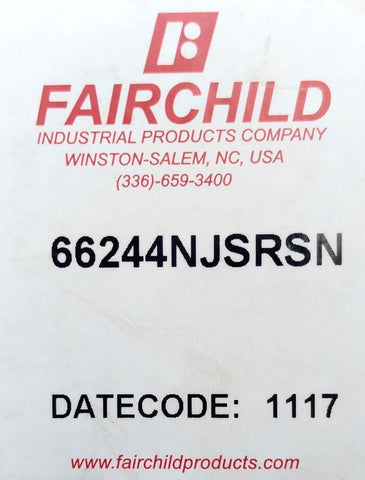 FAIRCHILD
INDUSTRIAL PRODUCTS COMPANY
WINSTON-SALEM, NC, USA
(336)-659-3400
66244NJSRSN
DATECODE: 1117
www.fairchildproducts.com